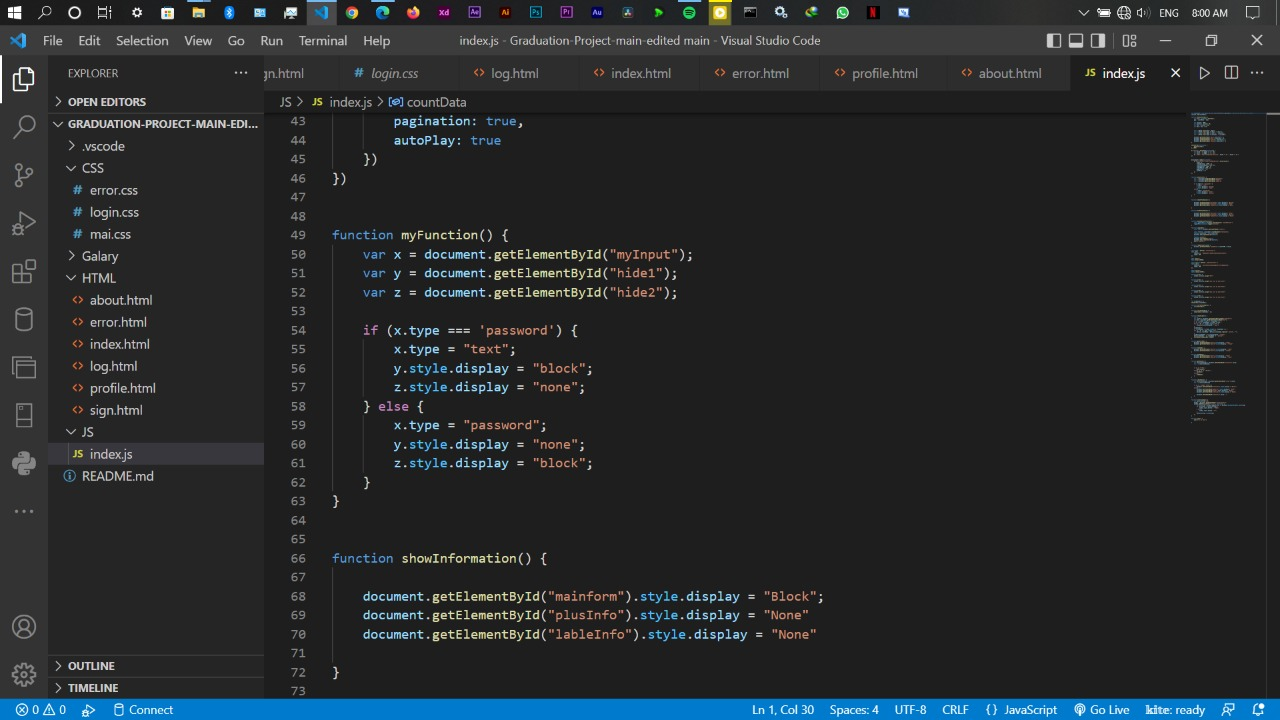 Xd
Ae
Ai
Ps
Pr
Au
N
ENG
8:00 AM
File Edit Selection View Go Run Terminal Help
index.js - Graduation-Project-main-edited main - Visual Studio Code
EXPLORER
gn.html
# login.css
<> log.html
<> index.html
<> error.html
<> profile.html
<> about.html
JS index.js
OPEN EDITORS
JS > JS index.js > countData
GRADUATION-PROJECT-MAIN-EDI...
.vscode
CSS
# error.css
# login.css
# mai.css
Galary
HTML
<> about.html
<> error.html
<> index.html
<> log.html
<> profile.html
<> sign.html
JS
JS index.js
README.md
OUTLINE
TIMELINE
43 pagination: true,
44 autoPlay: true
45 })
46 })
47
48
49 function myFunction()
50 var x = document.getElementById("myInput");
51 var y = document.getElementById("hide1");
52 var z = document.getElementById("hide2");
53
54 if (x.type === 'password') {
55 x.type = "text";
56 y.style.display = "block";
57 z.style.display = "none";
58 } else {
59 x.type = "password";
60 y.style.display = "none";
61 z.style.display = "block";
62 }
63 }
64
65
66 function showInformation() {
67
68 document.getElementById("mainform").style.display = "Block";
69 document.getElementById("plusInfo").style.display = "None"
70 document.getElementById("lableInfo").style.display = "None"
71
72 }
73
0 0 Connect Ln 1, Col 30 Spaces: 4 UTF-8 CRLF {} JavaScript Go Live kite: ready